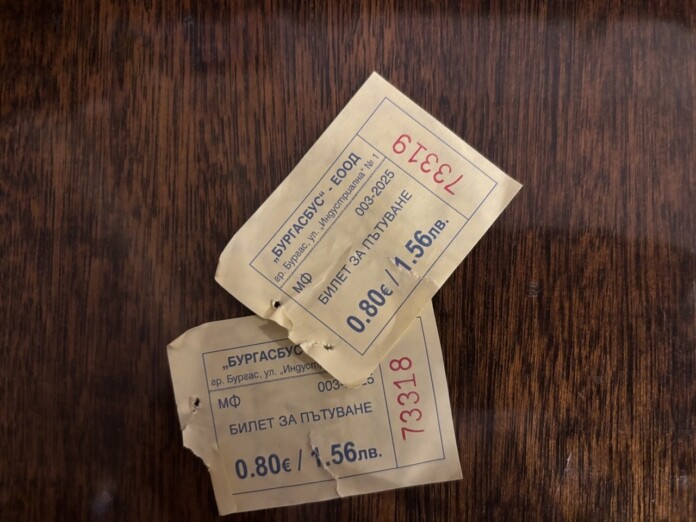 „БУРГАСБУС“ - ЕООД
гр. Бургас, ул. „Индустриална“ № 1
МФ 003-2025
БИЛЕТ ЗА ПЪТУВАНЕ
0.80€ / 1.56лв.
73319
„БУРГАСБУС
гр. Бургас, ул.
МФ
БИЛЕТ ЗА ПЪТУВАНЕ
0.80€ / 1.56лв.
73318